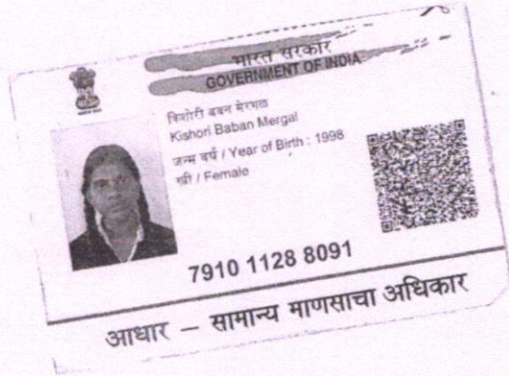 भारत सरकार
GOVERNMENT OF INDIA
किशोरी बबन मेरगळ
Kishori Baban Mergal
जन्म वर्ष / Year of Birth : 1998
स्त्री / Female
7910 1128 8091
आधार – सामान्य माणसाचा अधिकार